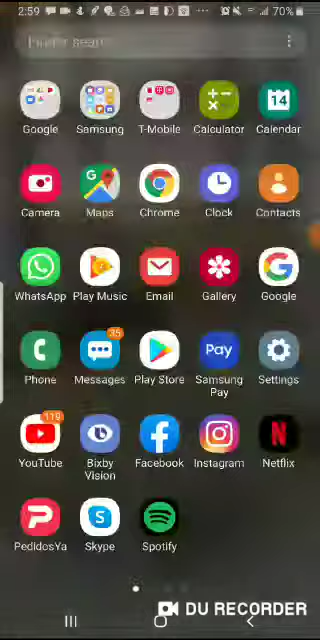 2:59 70%
Google Samsung T-Mobile Calculator Calendar
14
Camera Maps Chrome Clock Contacts
WhatsApp Play Music Email Gallery Google
35
Pay
Phone Messages Play Store Samsung Pay Settings
119
YouTube Bixby Vision Facebook Instagram Netflix
PedidosYa Skype Spotify
DU RECORDER